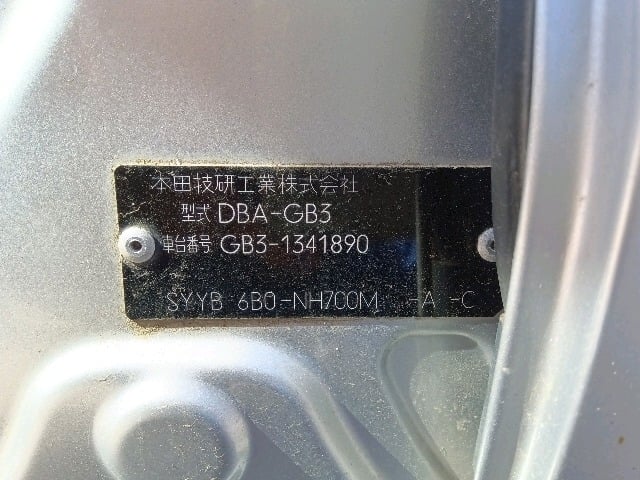 本田技研工業株式会社
型式 DBA-GB3
車台番号 GB3-1341890
SYYB 6B0-NH700M -A -C